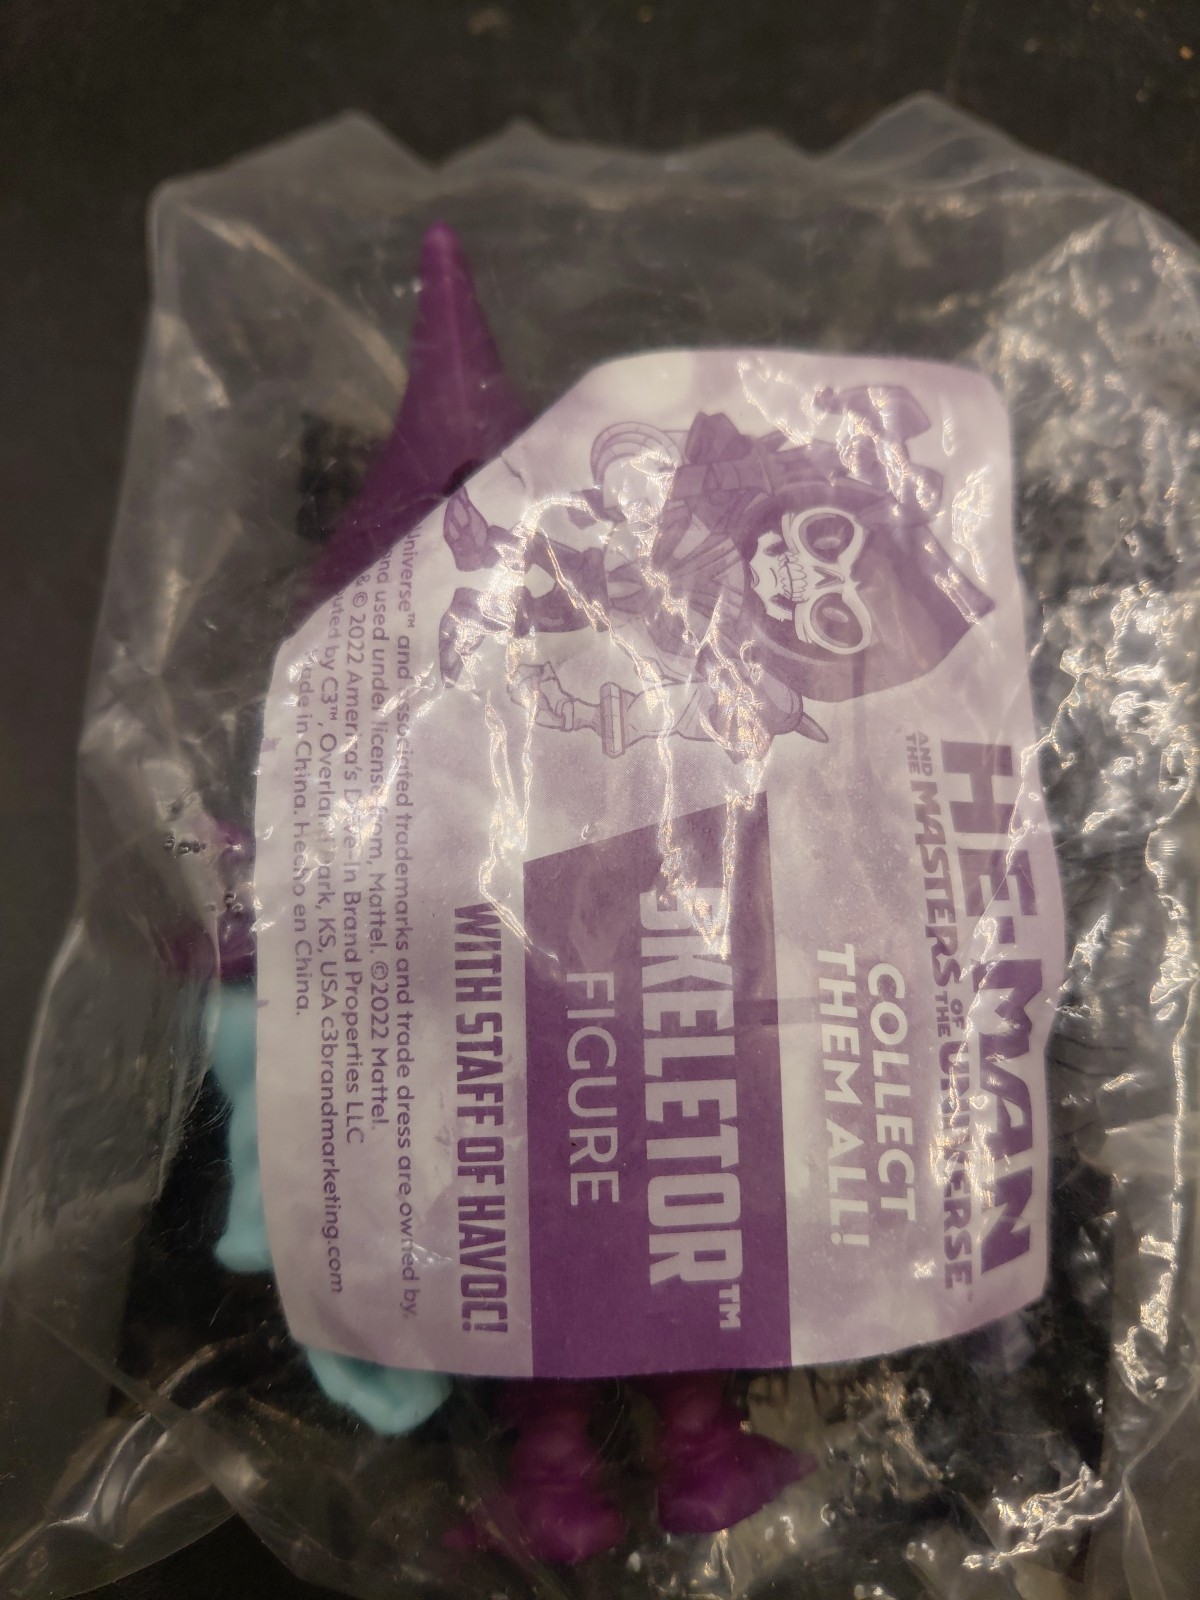 HE-MAN
AND THE MASTERS OF THE UNIVERSE™
COLLECT
THEM ALL!
SKELETOR™
FIGURE
WITH STAFF OF HAVOC!
Universe™ and associated trademarks and trade dress are owned by,
and used under license from, Mattel. ©2022 Mattel.
& © 2022 America's Drive-In Brand Properties LLC
by C3™, Overland Park, KS, USA c3brandmarketing.com
Made in China. Hecho en China.